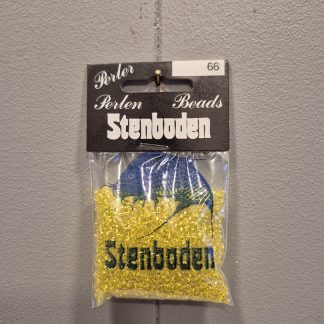 66
Perler
Perlen Beads
Stenboden
Stenboden